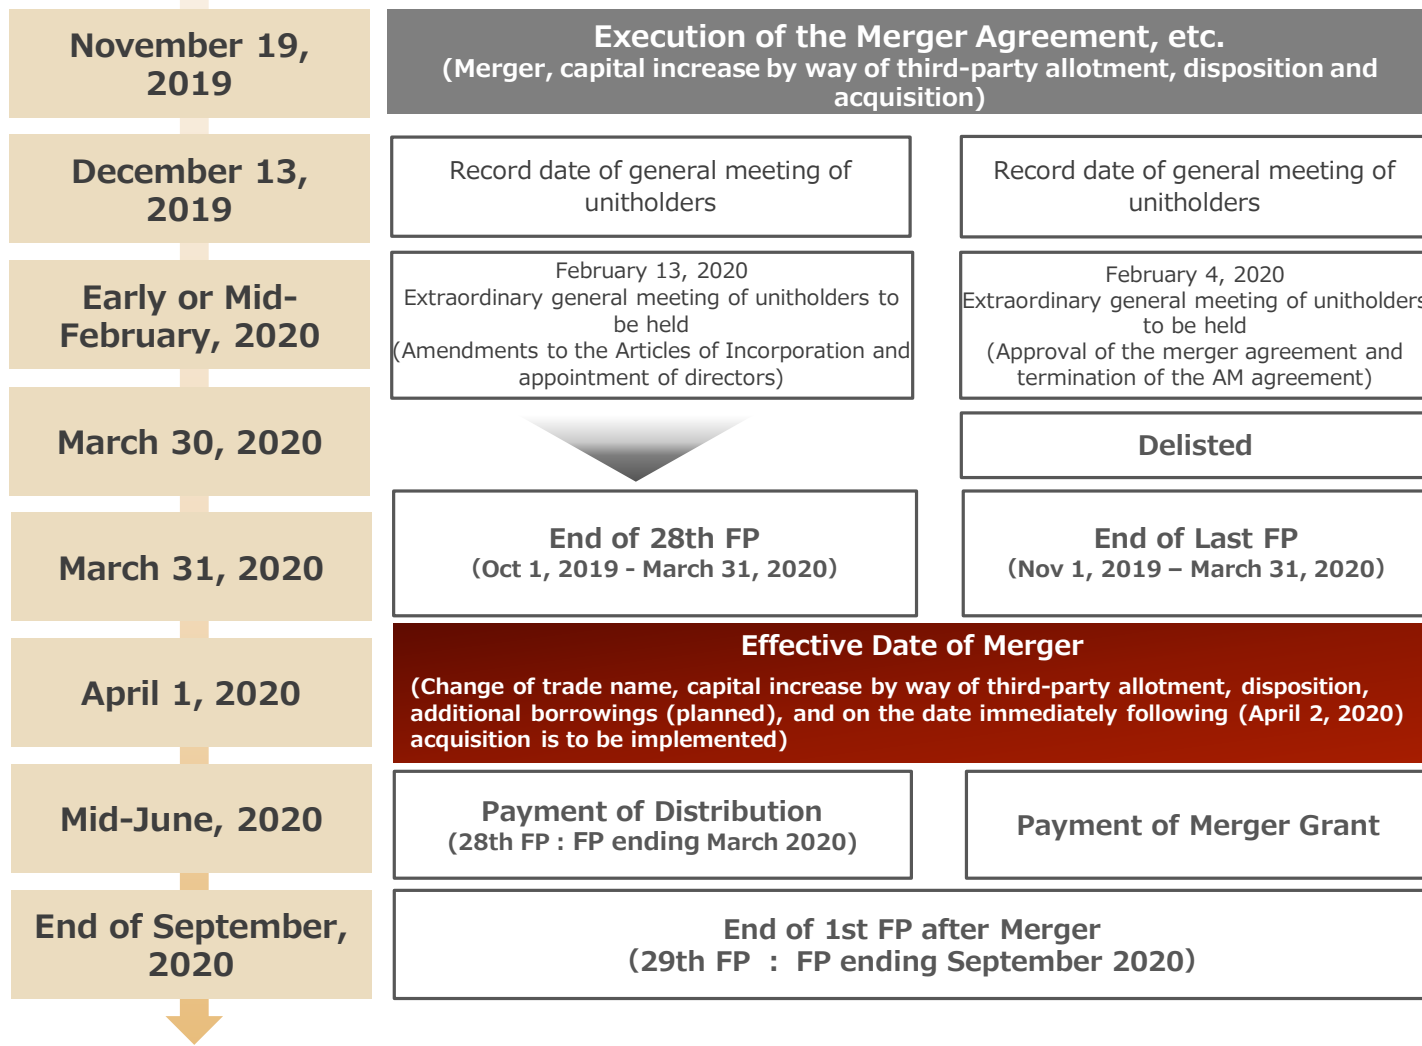 November 19,
2019
Execution of the Merger Agreement, etc.
(Merger, capital increase by way of third-party allotment, disposition and
acquisition)
December 13,
2019
Record date of general meeting of
unitholders
Record date of general meeting of
unitholders
Early or Mid-
February, 2020
February 13, 2020
Extraordinary general meeting of unitholders to
be held
(Amendments to the Articles of Incorporation and
appointment of directors)
February 4, 2020
Extraordinary general meeting of unitholders
to be held
(Approval of the merger agreement and
termination of the AM agreement)
March 30, 2020
Delisted
March 31, 2020
End of 28th FP
(Oct 1, 2019 - March 31, 2020)
End of Last FP
(Nov 1, 2019 – March 31, 2020)
April 1, 2020
Effective Date of Merger
(Change of trade name, capital increase by way of third-party allotment, disposition,
additional borrowings (planned), and on the date immediately following (April 2, 2020)
acquisition is to be implemented)
Mid-June, 2020
Payment of Distribution
(28th FP : FP ending March 2020)
Payment of Merger Grant
End of September,
2020
End of 1st FP after Merger
(29th FP : FP ending September 2020)